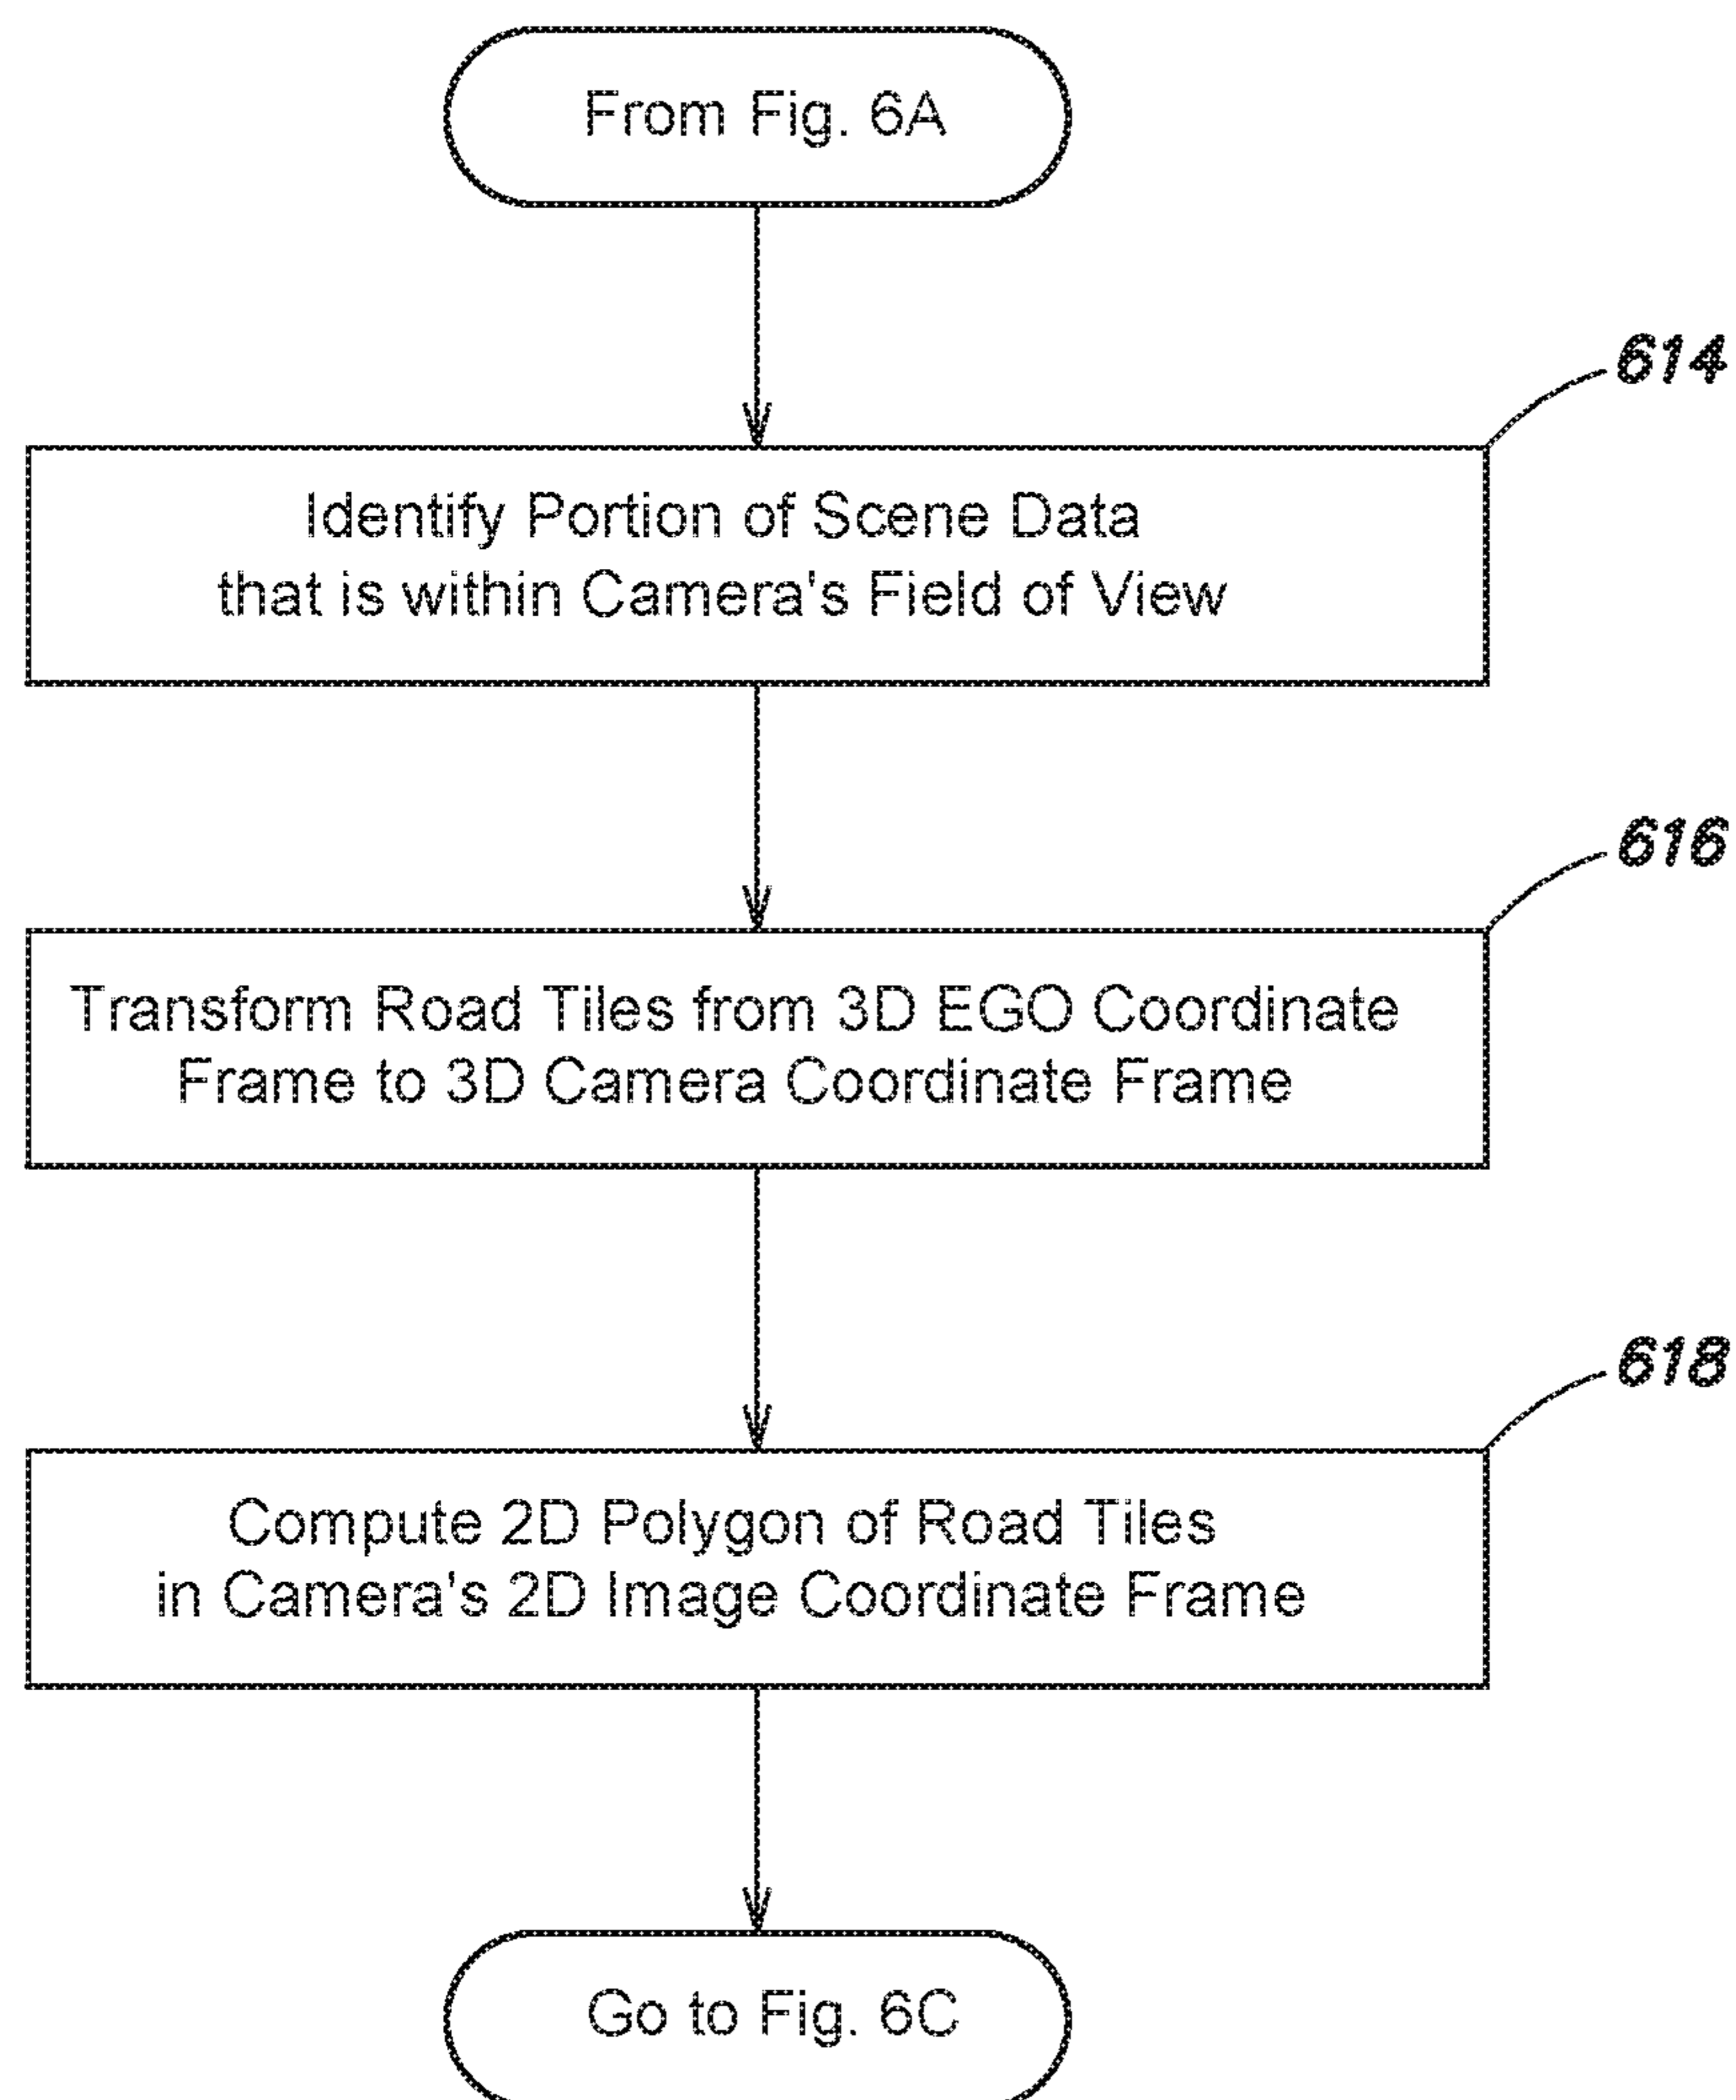 From Fig. 6A
614
Identify Portion of Scene Data
that is within Camera's Field of View
616
Transform Road Tiles from 3D EGO Coordinate
Frame to 3D Camera Coordinate Frame
618
Compute 2D Polygon of Road Tiles
in Camera's 2D Image Coordinate Frame
Go to Fig. 6C